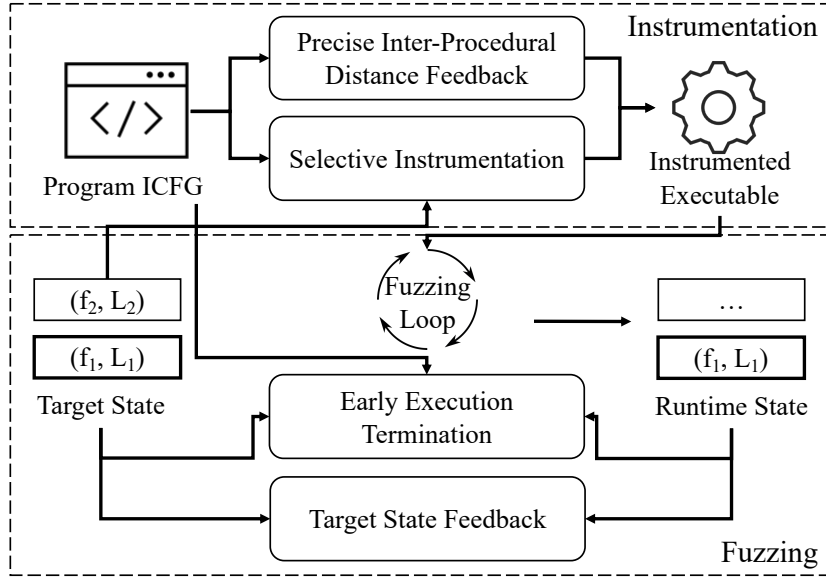 Instrumentation
Precise Inter-Procedural
Distance Feedback
</>
Selective Instrumentation
Program ICFG
Instrumented
Executable
(f₂, L₂)
(f₁, L₁)
Target State
Fuzzing
Loop
...
(f₁, L₁)
Runtime State
Early Execution
Termination
Target State Feedback
Fuzzing